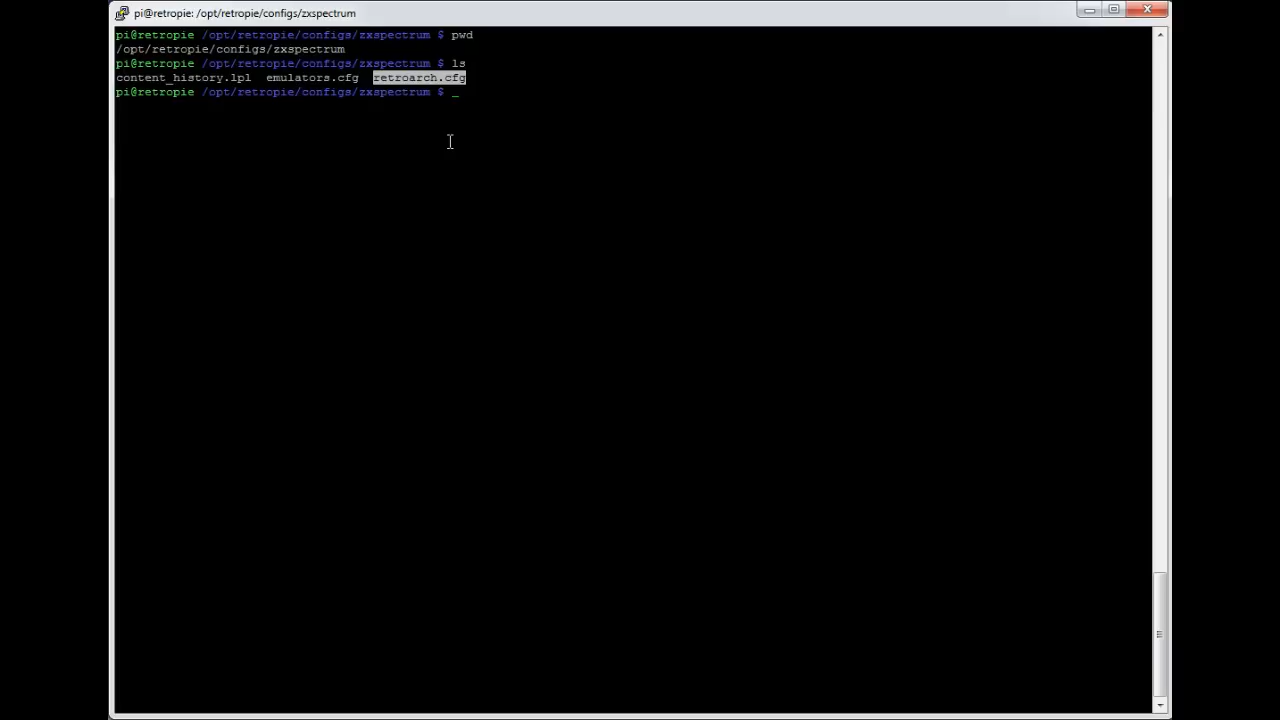 pi@retropie: /opt/retropie/configs/zxspectrum
pi@retropie /opt/retropie/configs/zxspectrum $ pwd
/opt/retropie/configs/zxspectrum
pi@retropie /opt/retropie/configs/zxspectrum $ ls
content_history.lpl  emulators.cfg  retroarch.cfg
pi@retropie /opt/retropie/configs/zxspectrum $ _